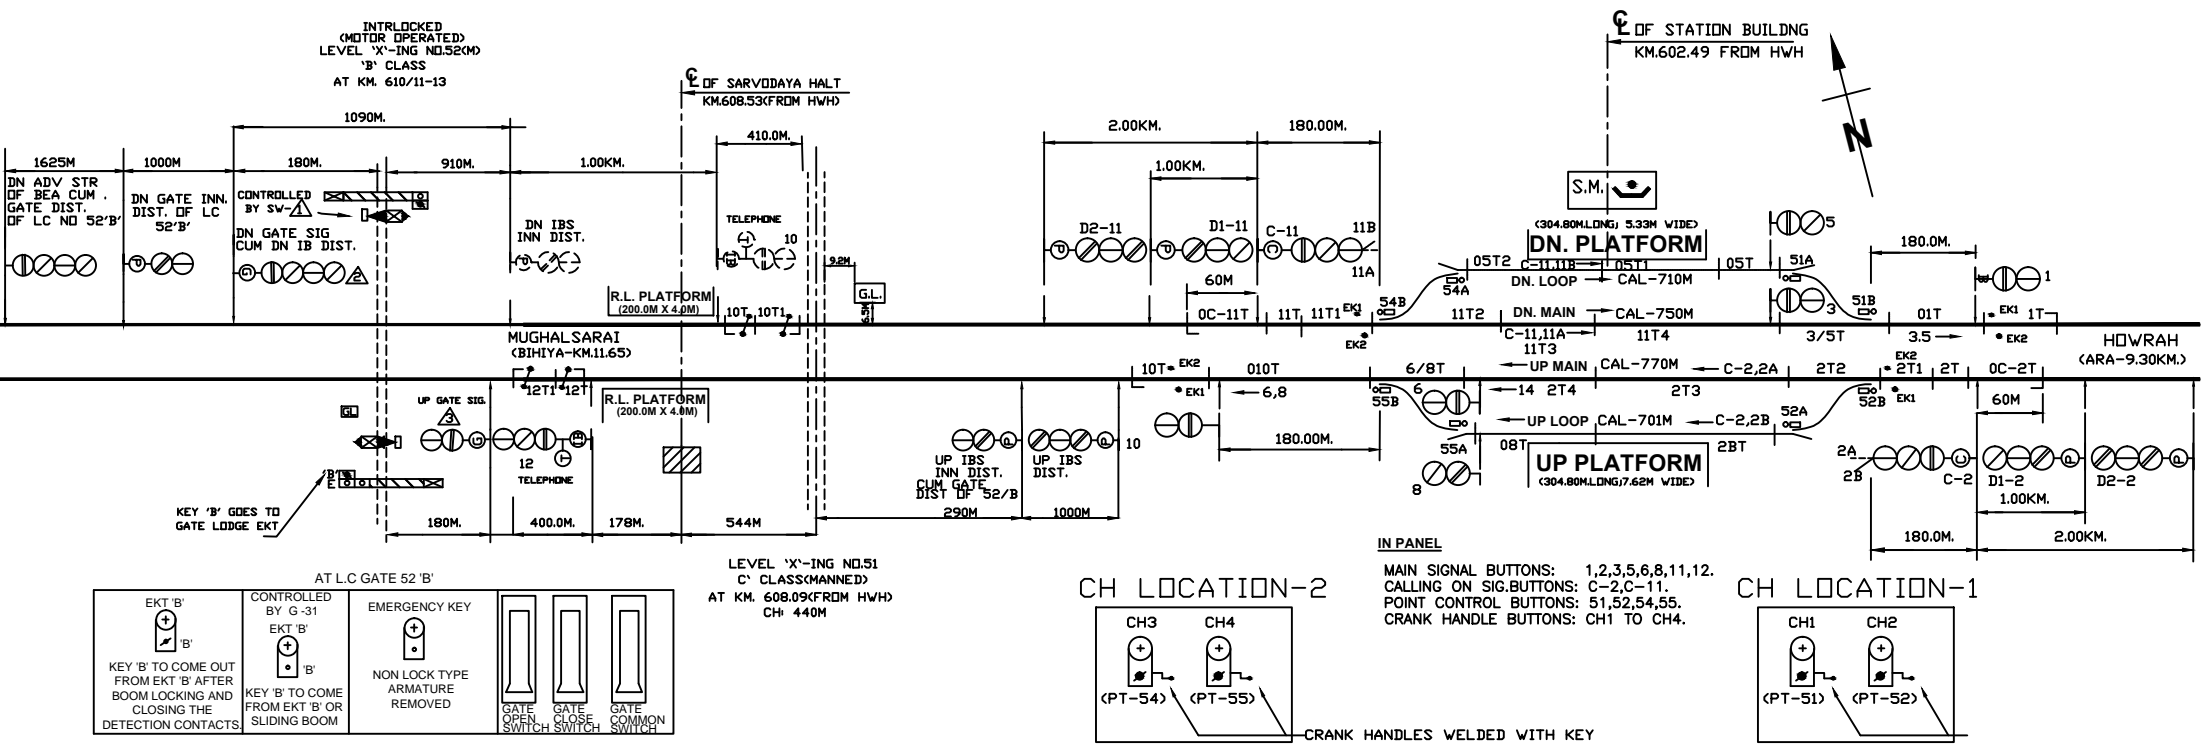 INTRLOCKED
(MOTOR OPERATED)
LEVEL 'X'-ING NO.52(M)
'B' CLASS
AT KM. 610/11-13
℄ OF SARVODAYA HALT
KM.608.53(FROM HWH)
℄ OF STATION BUILDNG
KM.602.49 FROM HWH
N
1090M.
410.0M.
2.00KM.
180.00M.
1625M
1000M
180M.
910M.
1.00KM.
1.00KM.
DN ADV STR
OF BEA CUM .
GATE DIST.
OF LC NO 52'B'
DN GATE INN.
DIST. OF LC
52'B'
CONTROLLED
BY SW-1
DN GATE SIG
CUM DN IB DIST.
G
2
P
DN IBS
INN DIST.
P
TELEPHONE
T
IB
10
9.2M
G.L.
6.5M
D2-11
P
D1-11
P
C-11
C
11B
11A
S.M.
(304.80M.LONG; 5.33M WIDE)
DN. PLATFORM
5
51A
180.0M.
1
R.L. PLATFORM
(200.0M X 4.0M)
10T
10T1
60M
0C-11T
11T
11T1
EK1
EK2
54B
54A
05T2
C-11,11B
05T1
05T
DN. LOOP
CAL-710M
11T2
DN. MAIN
CAL-750M
C-11,11A
11T4
11T3
3
51B
3/5T
01T
3.5
EK1
1T
EK2
MUGHALSARAI
(BIHIYA-KM.11.65)
HOWRAH
(ARA-9.30KM.)
12T1
12T
R.L. PLATFORM
(200.0M X 4.0M)
10T
EK2
EK1
010T
6,8
55B
6/8T
6
UP MAIN
CAL-770M
C-2,2A
14
2T4
2T3
2T2
EK2
2T1
EK1
2T
0C-2T
60M
52B
52A
UP LOOP
CAL-701M
C-2,2B
55A
08T
2BT
UP PLATFORM
(304.80M.LONG;7.62M WIDE)
8
180.00M.
GL
UP GATE SIG.
3
G
12
IB
T
TELEPHONE
'B'
E
KEY 'B' GOES TO
GATE LODGE EKT
180M.
400.0M.
178M.
544M
290M
1000M
UP IBS
INN DIST.
CUM GATE
DIST OF 52/B
P
UP IBS
DIST.
P
10
2A
2B
C-2
C
D1-2
P
D2-2
P
1.00KM.
180.0M.
2.00KM.
LEVEL 'X'-ING NO.51
C' CLASS(MANNED)
AT KM. 608.09(FROM HWH)
CH: 440M
IN PANEL
MAIN SIGNAL BUTTONS: 1,2,3,5,6,8,11,12.
CALLING ON SIG.BUTTONS: C-2,C-11.
POINT CONTROL BUTTONS: 51,52,54,55.
CRANK HANDLE BUTTONS: CH1 TO CH4.
CH LOCATION-2
CH3
CH4
(PT-54)
(PT-55)
CH LOCATION-1
CH1
CH2
(PT-51)
(PT-52)
CRANK HANDLES WELDED WITH KEY
AT L.C GATE 52 'B'
EKT 'B'
'B'
KEY 'B' TO COME OUT
FROM EKT 'B' AFTER
BOOM LOCKING AND
CLOSING THE
DETECTION CONTACTS.
CONTROLLED
BY G -31
EKT 'B'
'B'
KEY 'B' TO COME
FROM EKT 'B' OR
SLIDING BOOM
EMERGENCY KEY
NON LOCK TYPE
ARMATURE
REMOVED
GATE
OPEN
SWITCH
GATE
CLOSE
SWITCH
GATE
COMMON
SWITCH